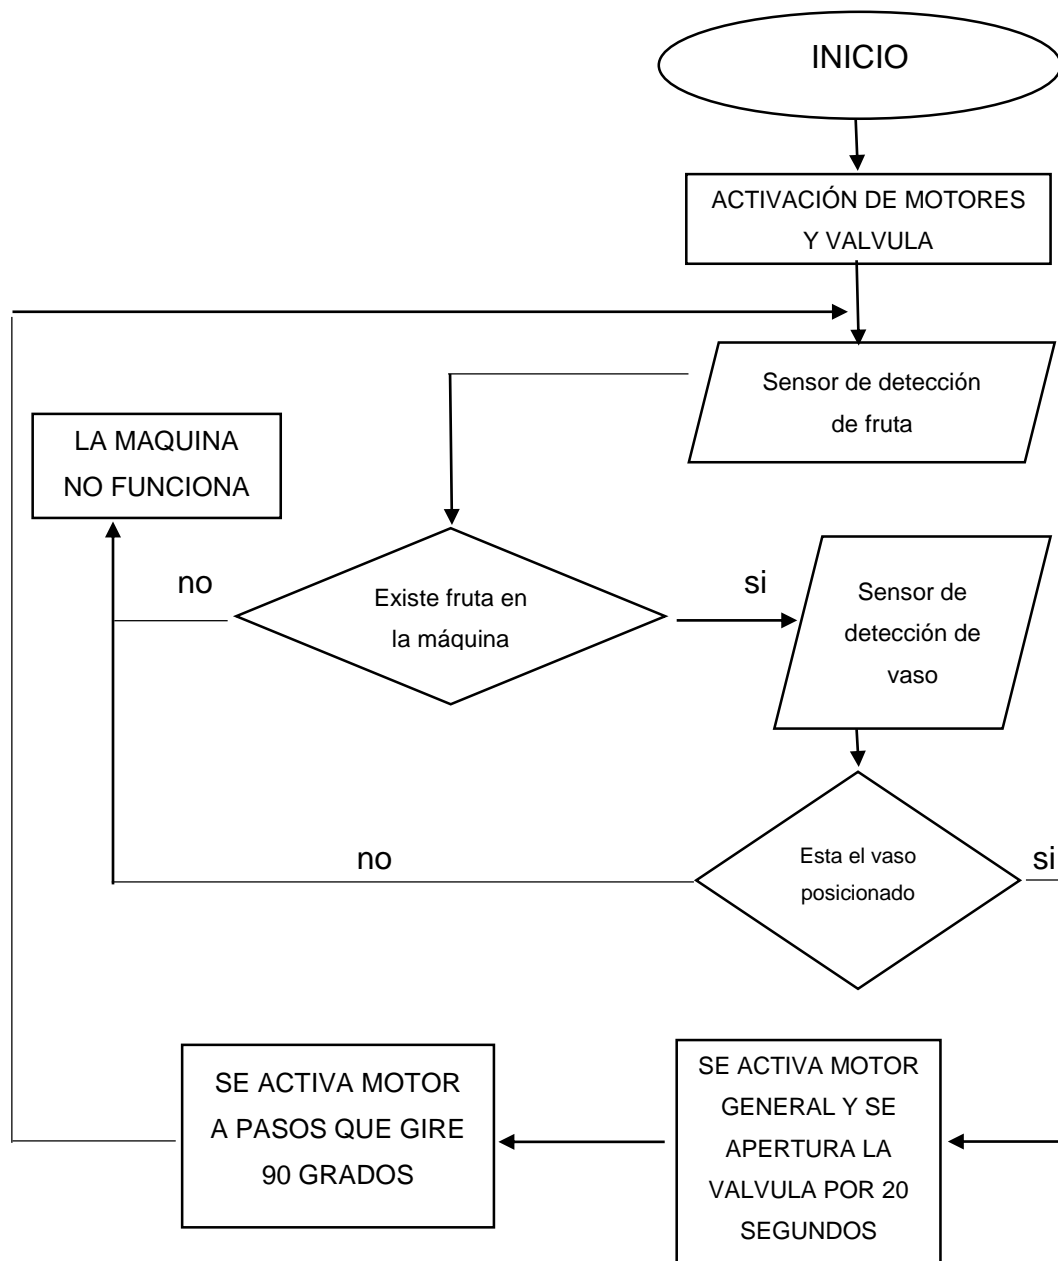 INICIO
ACTIVACIÓN DE MOTORES
Y VALVULA
Sensor de detección
de fruta
LA MAQUINA
NO FUNCIONA
no
Existe fruta en
la máquina
si
Sensor de
detección de
vaso
no
Esta el vaso
posicionado
si
SE ACTIVA MOTOR
GENERAL Y SE
APERTURA LA
VALVULA POR 20
SEGUNDOS
SE ACTIVA MOTOR
A PASOS QUE GIRE
90 GRADOS